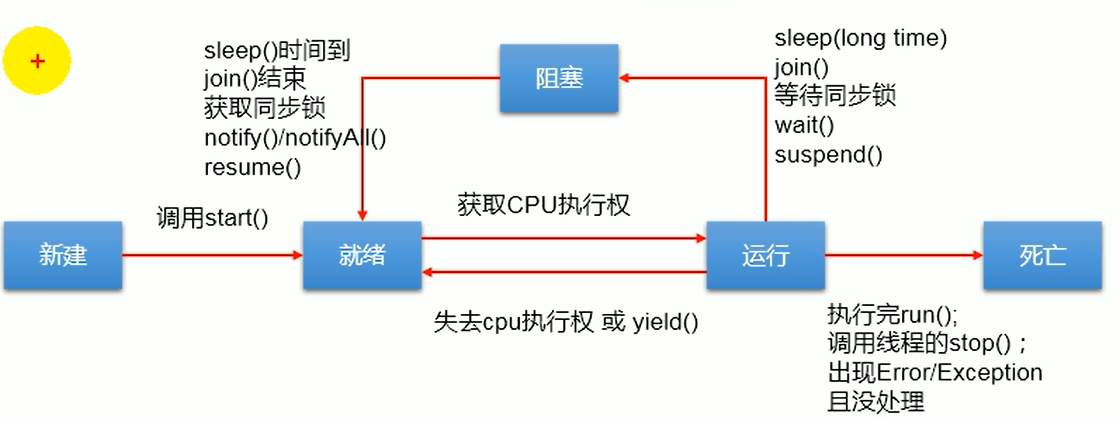 sleep()时间到
join()结束
获取同步锁
notify()/notifyAll()
resume()
阻塞
sleep(long time)
join()
等待同步锁
wait()
suspend()
调用start()
获取CPU执行权
新建
就绪
运行
死亡
失去cpu执行权 或 yield()
执行完run();
调用线程的stop()；
出现Error/Exception
且没处理